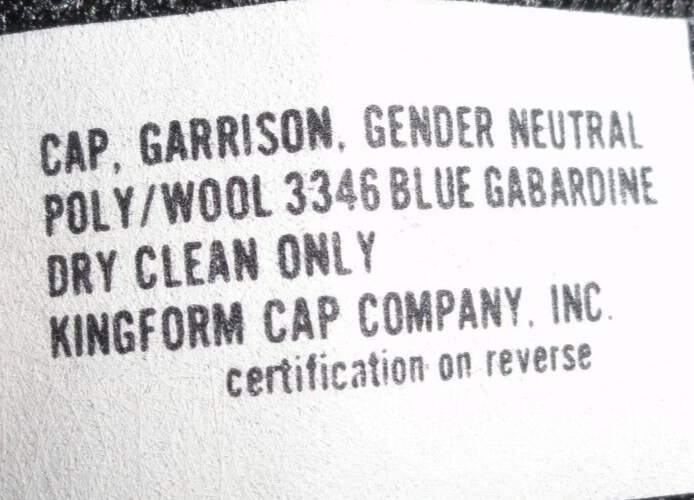 CAP, GARRISON, GENDER NEUTRAL
POLY/WOOL 3346 BLUE GABARDINE
DRY CLEAN ONLY
KINGFORM CAP COMPANY, INC.
certification on reverse